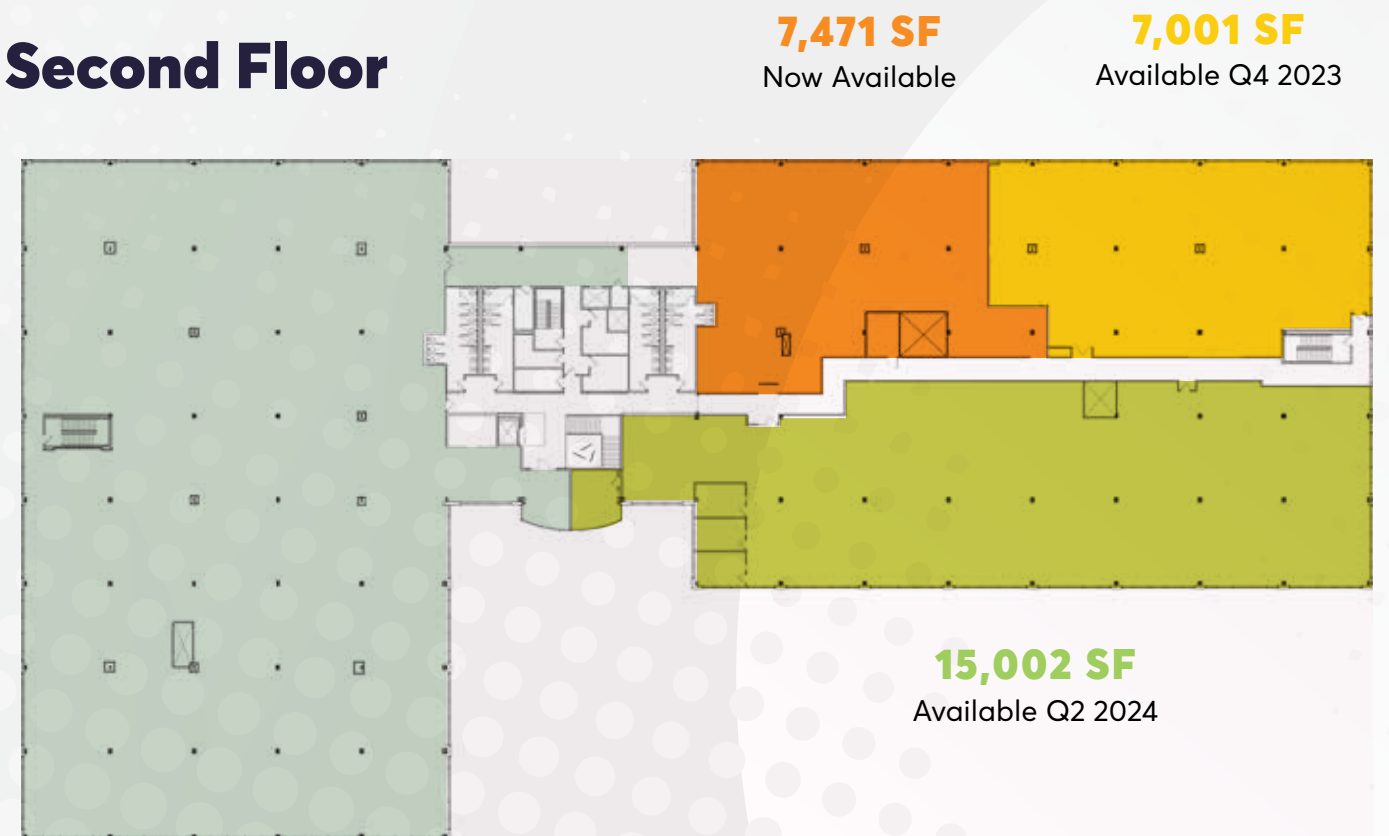 Second Floor
7,471 SF
Now Available
7,001 SF
Available Q4 2023
15,002 SF
Available Q2 2024